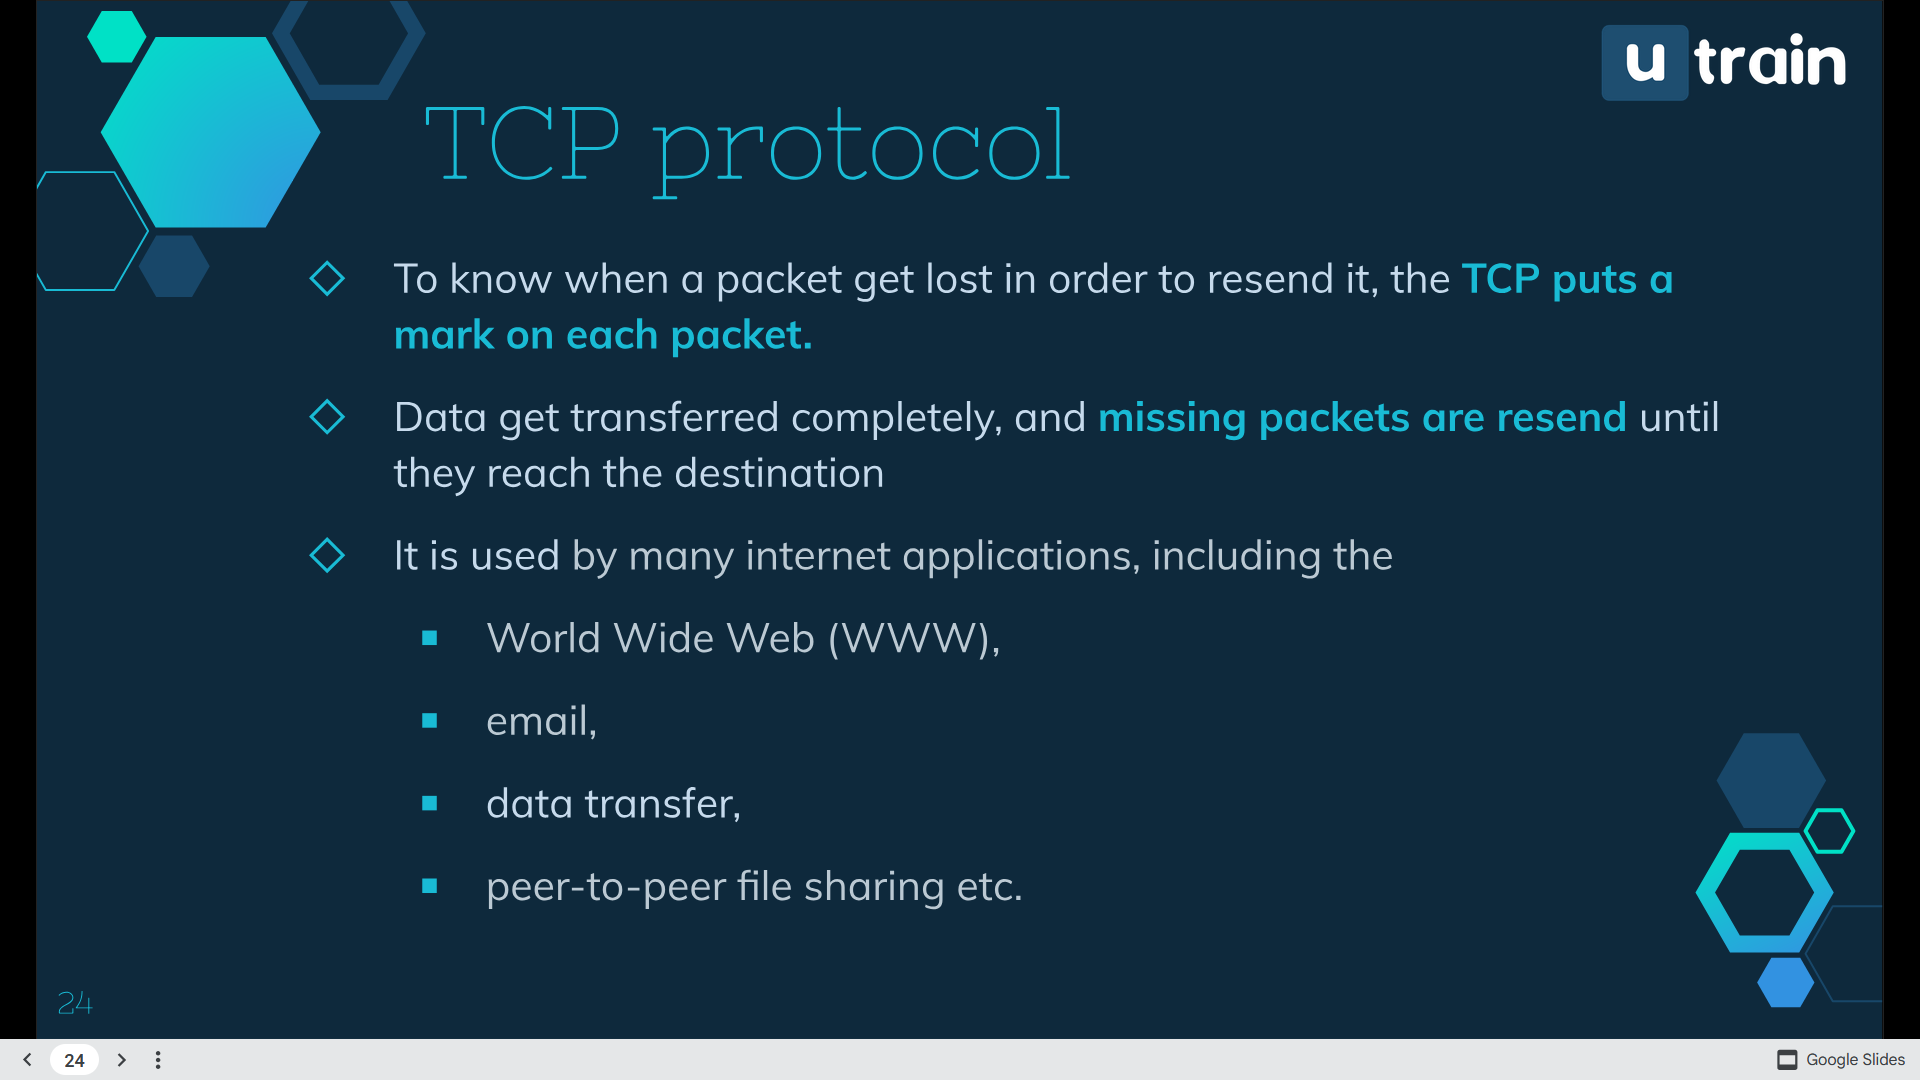 u train
TCP protocol
To know when a packet get lost in order to resend it, the TCP puts a
mark on each packet.
Data get transferred completely, and missing packets are resend until
they reach the destination
It is used by many internet applications, including the
World Wide Web (WWW),
email,
data transfer,
peer-to-peer file sharing etc.
24
24
Google Slides